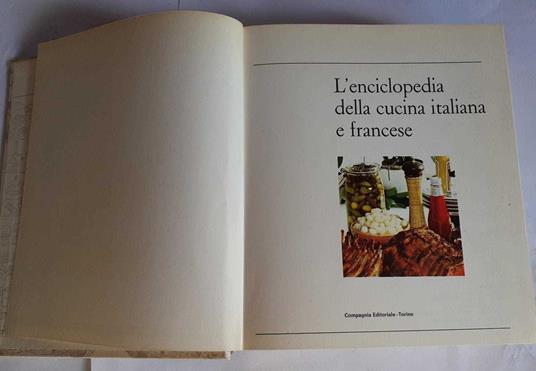 L'enciclopedia
della cucina italiana
e francese
Compagnia Editoriale - Torino